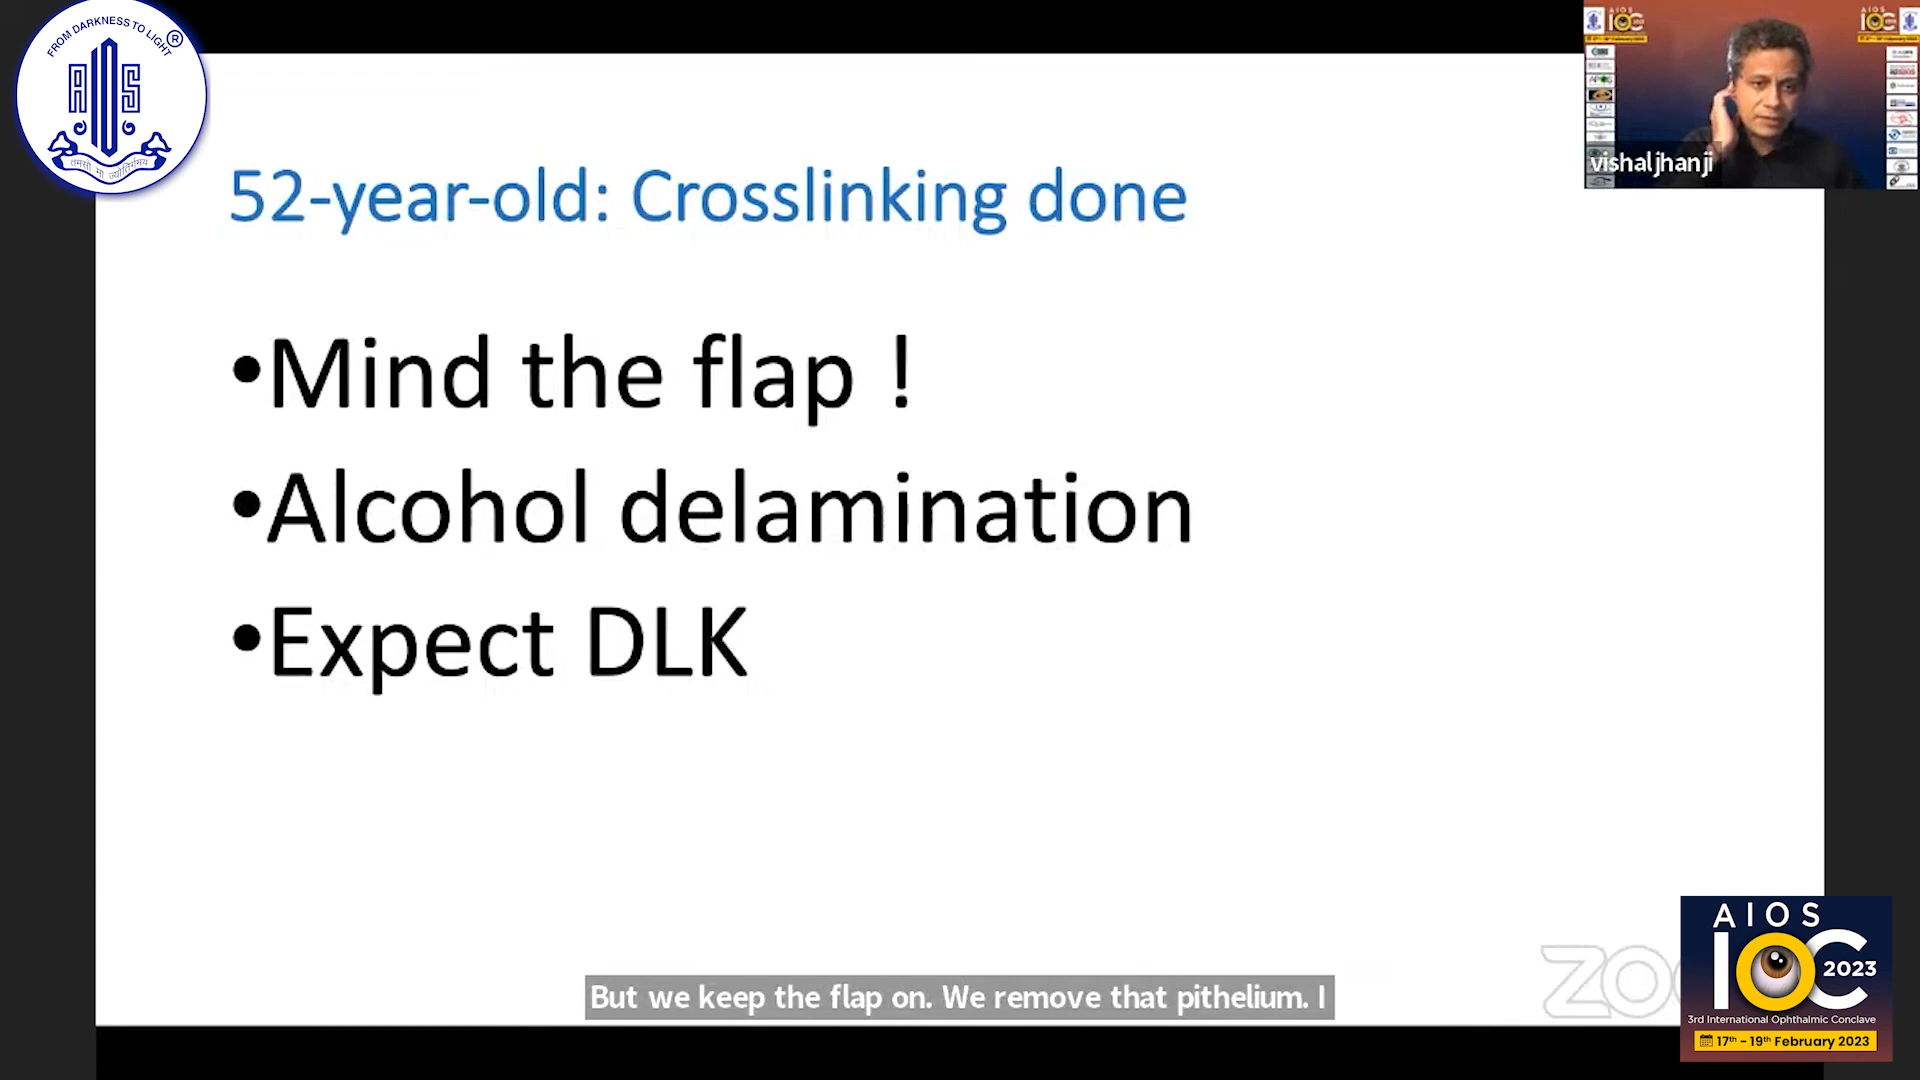 FROM DARKNESS TO LIGHT
®
AIOS
तमसो मा ज्योतिर्गमय
52-year-old: Crosslinking done
•Mind the flap !
•Alcohol delamination
•Expect DLK
vishaljhanji
But we keep the flap on. We remove that pithelium. I
AIOS
IOC 2023
3rd International Ophthalmic Conclave
17th - 19th February 2023